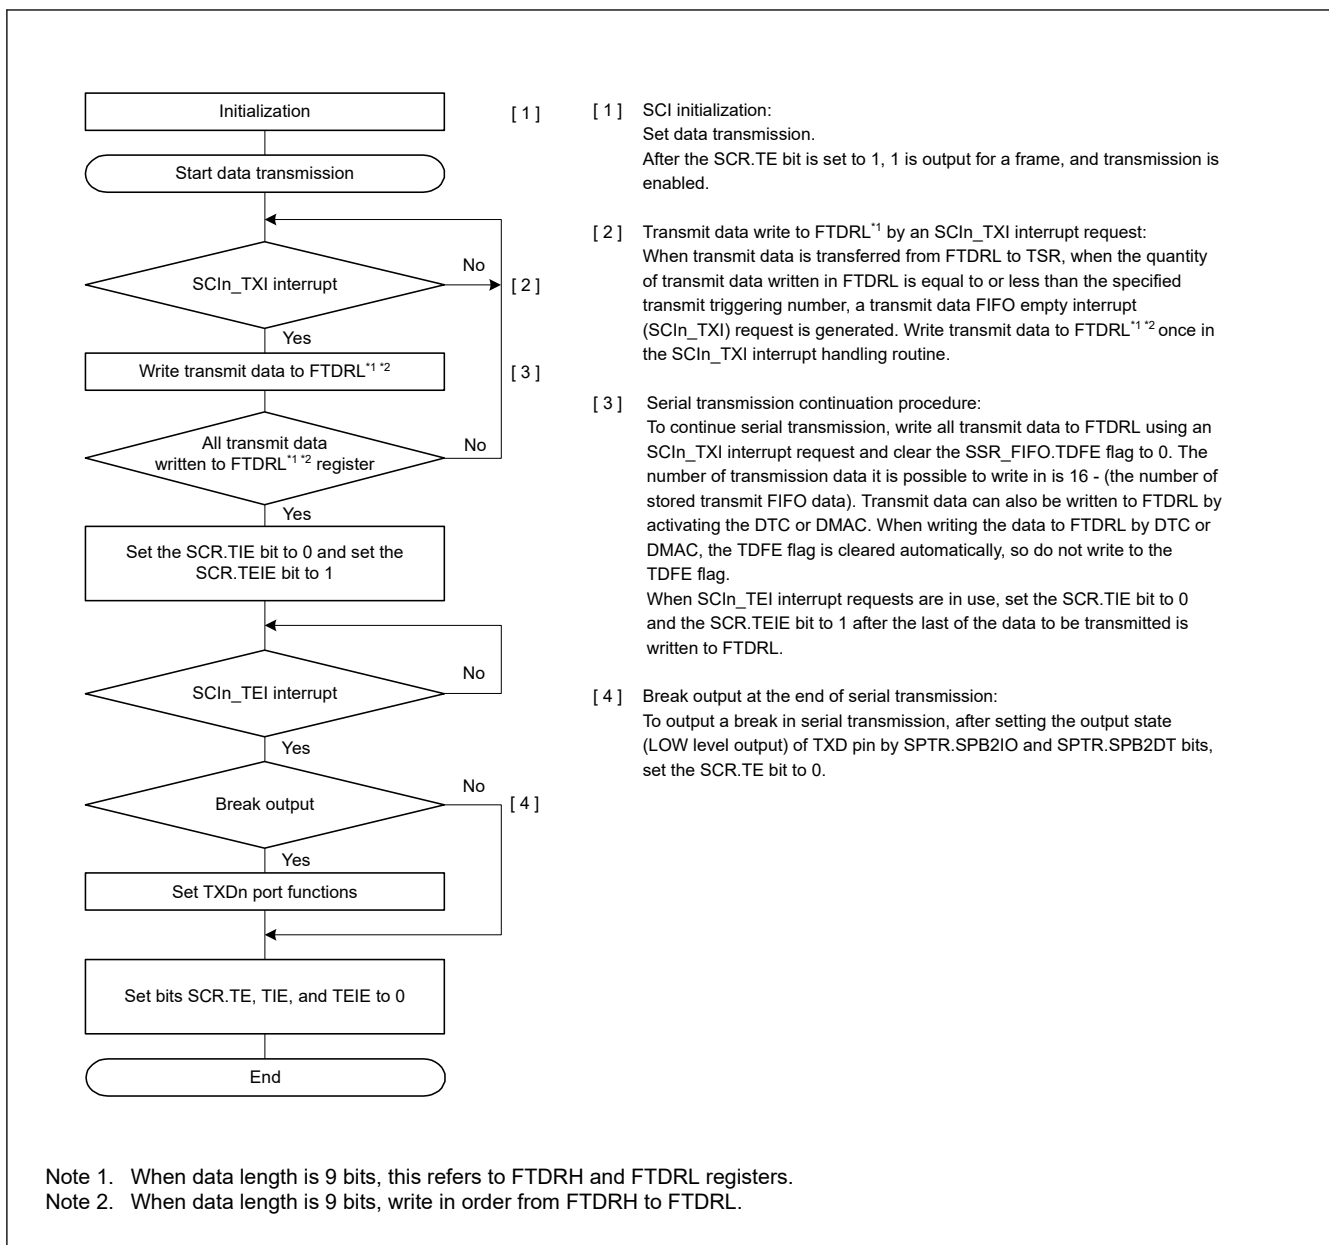 Initialization
[ 1 ]
Start data transmission
SCIn_TXI interrupt
No
[ 2 ]
Yes
Write transmit data to FTDRL*1 *2
[ 3 ]
All transmit data
written to FTDRL*1 *2 register
No
Yes
Set the SCR.TIE bit to 0 and set the
SCR.TEIE bit to 1
No
SCIn_TEI interrupt
Yes
No
Break output
[ 4 ]
Yes
Set TXDn port functions
Set bits SCR.TE, TIE, and TEIE to 0
End
[ 1 ] SCI initialization:
Set data transmission.
After the SCR.TE bit is set to 1, 1 is output for a frame, and transmission is
enabled.
[ 2 ] Transmit data write to FTDRL*1 by an SCIn_TXI interrupt request:
When transmit data is transferred from FTDRL to TSR, when the quantity
of transmit data written in FTDRL is equal to or less than the specified
transmit triggering number, a transmit data FIFO empty interrupt
(SCIn_TXI) request is generated. Write transmit data to FTDRL*1 *2 once in
the SCIn_TXI interrupt handling routine.
[ 3 ] Serial transmission continuation procedure:
To continue serial transmission, write all transmit data to FTDRL using an
SCIn_TXI interrupt request and clear the SSR_FIFO.TDFE flag to 0. The
number of transmission data it is possible to write in is 16 - (the number of
stored transmit FIFO data). Transmit data can also be written to FTDRL by
activating the DTC or DMAC. When writing the data to FTDRL by DTC or
DMAC, the TDFE flag is cleared automatically, so do not write to the
TDFE flag.
When SCIn_TEI interrupt requests are in use, set the SCR.TIE bit to 0
and the SCR.TEIE bit to 1 after the last of the data to be transmitted is
written to FTDRL.
[ 4 ] Break output at the end of serial transmission:
To output a break in serial transmission, after setting the output state
(LOW level output) of TXD pin by SPTR.SPB2IO and SPTR.SPB2DT bits,
set the SCR.TE bit to 0.
Note 1. When data length is 9 bits, this refers to FTDRH and FTDRL registers.
Note 2. When data length is 9 bits, write in order from FTDRH to FTDRL.